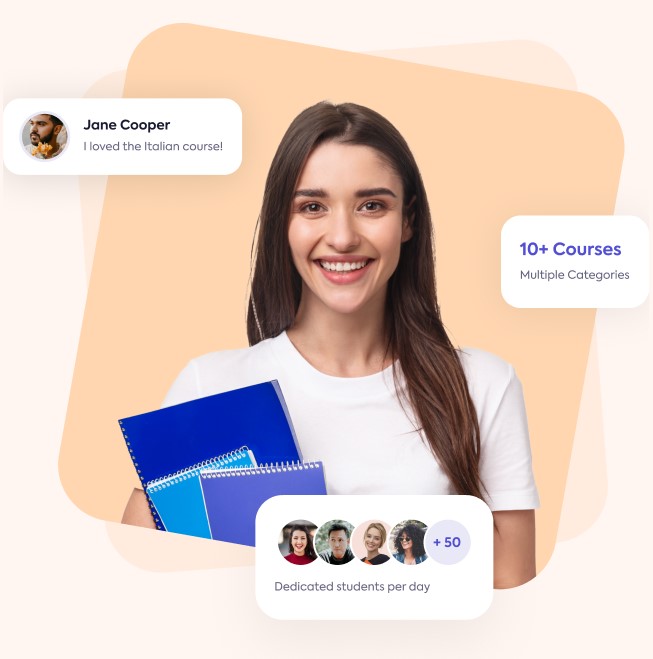 Jane Cooper
I loved the Italian course!
10+ Courses
Multiple Categories
+ 50
Dedicated students per day